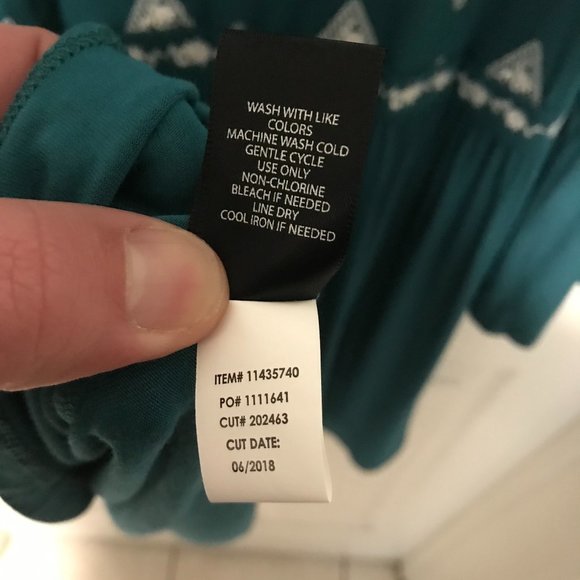 WASH WITH LIKE
COLORS
MACHINE WASH COLD
GENTLE CYCLE
USE ONLY
NON-CHLORINE
BLEACH IF NEEDED
LINE DRY
COOL IRON IF NEEDED
ITEM# 11435740
PO# 1111641
CUT# 202463
CUT DATE:
06/2018